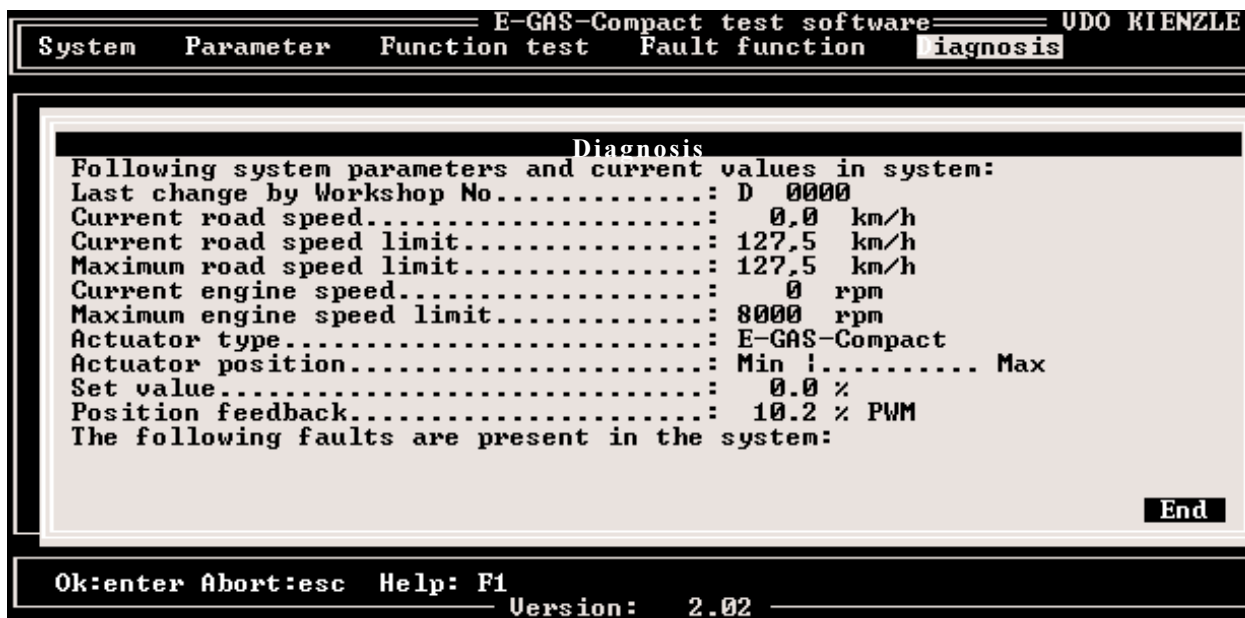 E-GAS-Compact test software VDO KIENZLE
System Parameter Function test Fault function Diagnosis
Diagnosis
Following system parameters and current values in system:
Last change by Workshop No.............: D 0000
Current road speed.....................: 0,0 km/h
Current road speed limit...............: 127,5 km/h
Maximum road speed limit...............: 127,5 km/h
Current engine speed...................: 0 rpm
Maximum engine speed limit.............: 8000 rpm
Actuator type..........................: E-GAS-Compact
Actuator position......................: Min ¦.......... Max
Set value..............................: 0.0 %
Position feedback......................: 10.2 % PWM
The following faults are present in the system:
End
Ok:enter Abort:esc Help: F1
Version: 2.02